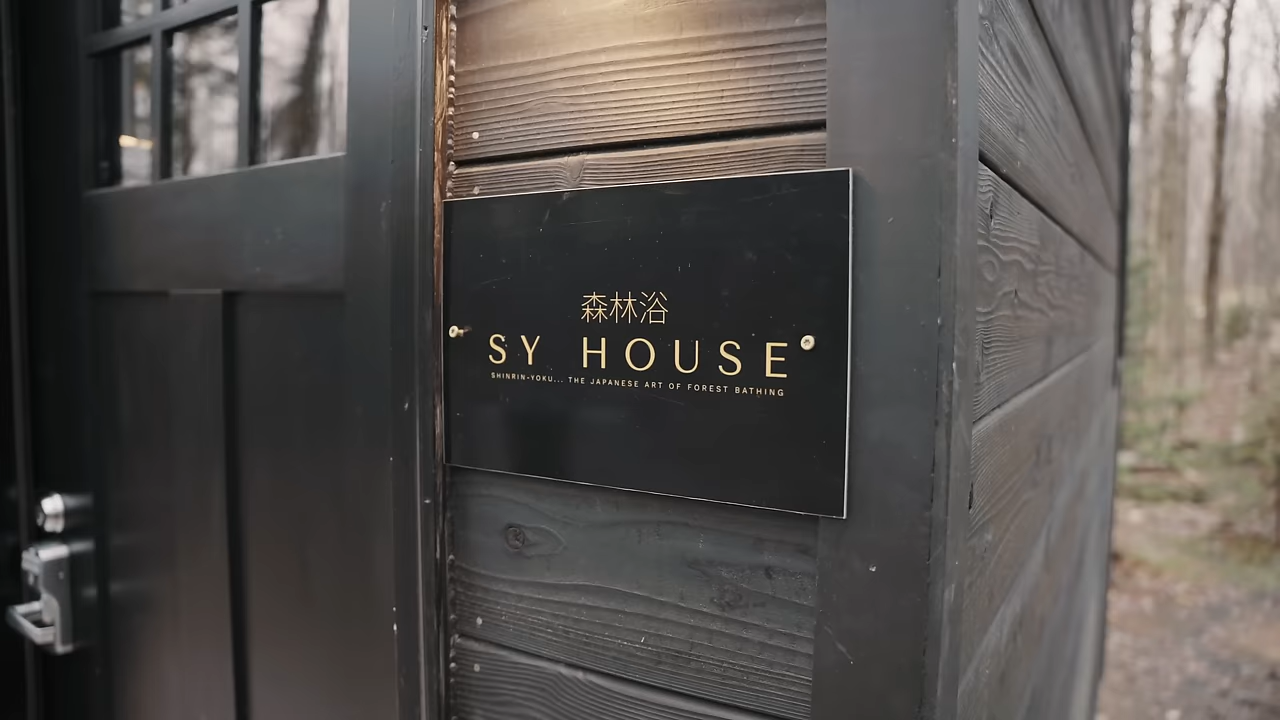 森林浴
SY HOUSE
SHINRIN-YOKU... THE JAPANESE ART OF FOREST BATHING